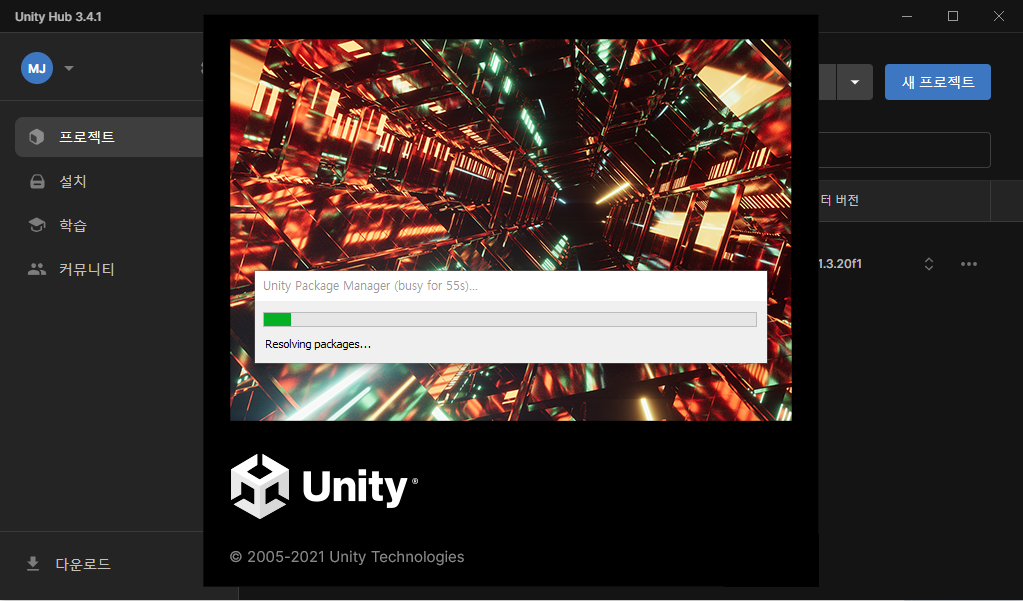 Unity Hub 3.4.1
MJ
새 프로젝트
프로젝트
설치
학습
커뮤니티
터 버전
1.3.20f1
Unity Package Manager (busy for 55s)...
Resolving packages...
Unity®
© 2005-2021 Unity Technologies
다운로드